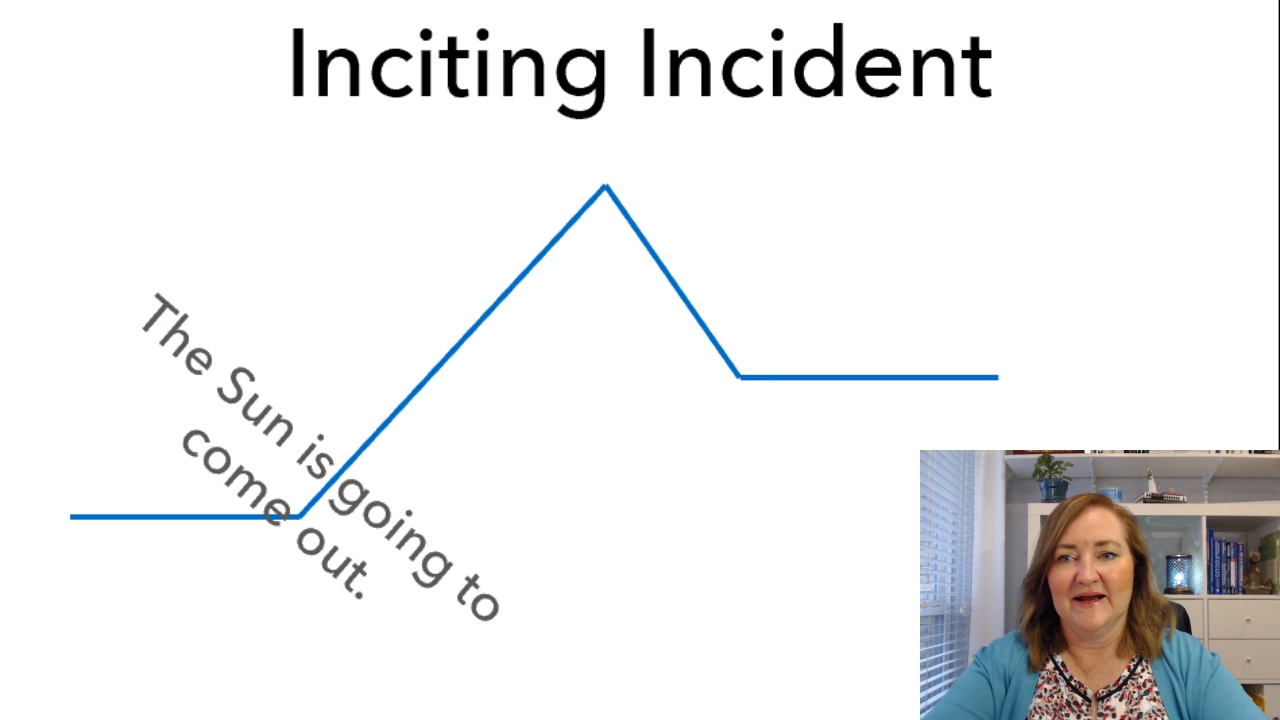 Inciting Incident
The Sun is going to
come out.